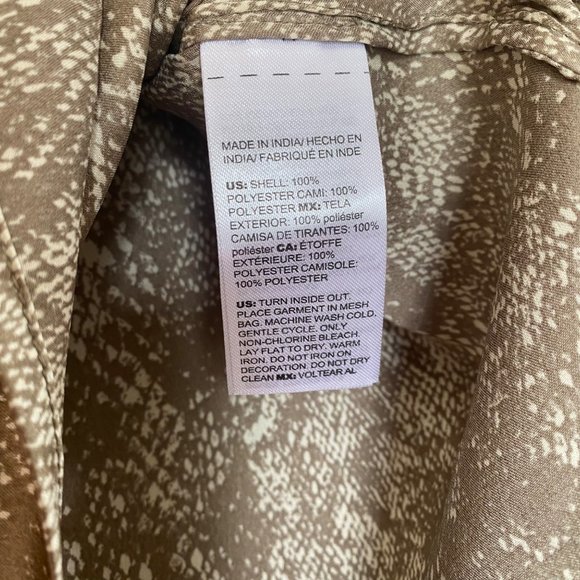 MADE IN INDIA/ HECHO EN
INDIA/ FABRIQUÉ EN INDE
US: SHELL: 100%
POLYESTER CAMI: 100%
POLYESTER MX: TELA
EXTERIOR: 100% poliéster
CAMISA DE TIRANTES: 100%
poliéster CA: ÉTOFFE
EXTÉRIEURE: 100%
POLYESTER CAMISOLE:
100% POLYESTER
US: TURN INSIDE OUT.
PLACE GARMENT IN MESH
BAG. MACHINE WASH COLD.
GENTLE CYCLE. ONLY
NON-CHLORINE BLEACH.
LAY FLAT TO DRY. WARM
IRON. DO NOT IRON ON
DECORATION. DO NOT DRY
CLEAN MX: VOLTEAR AL